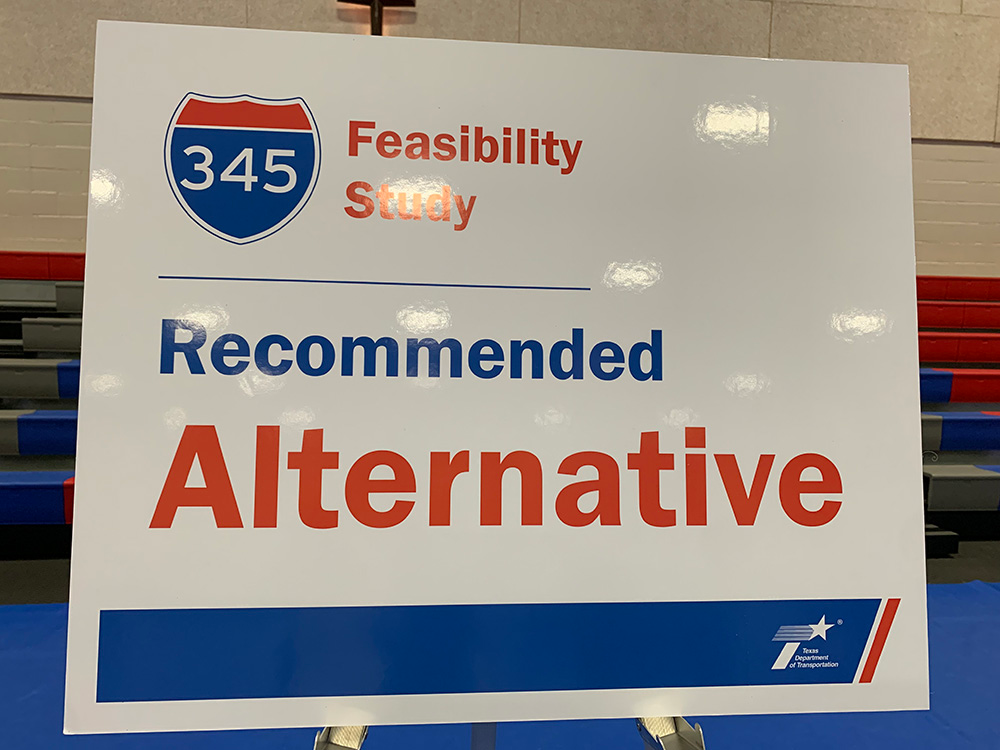 345
Feasibility
Study
Recommended
Alternative
®
Texas
Department
of Transportation